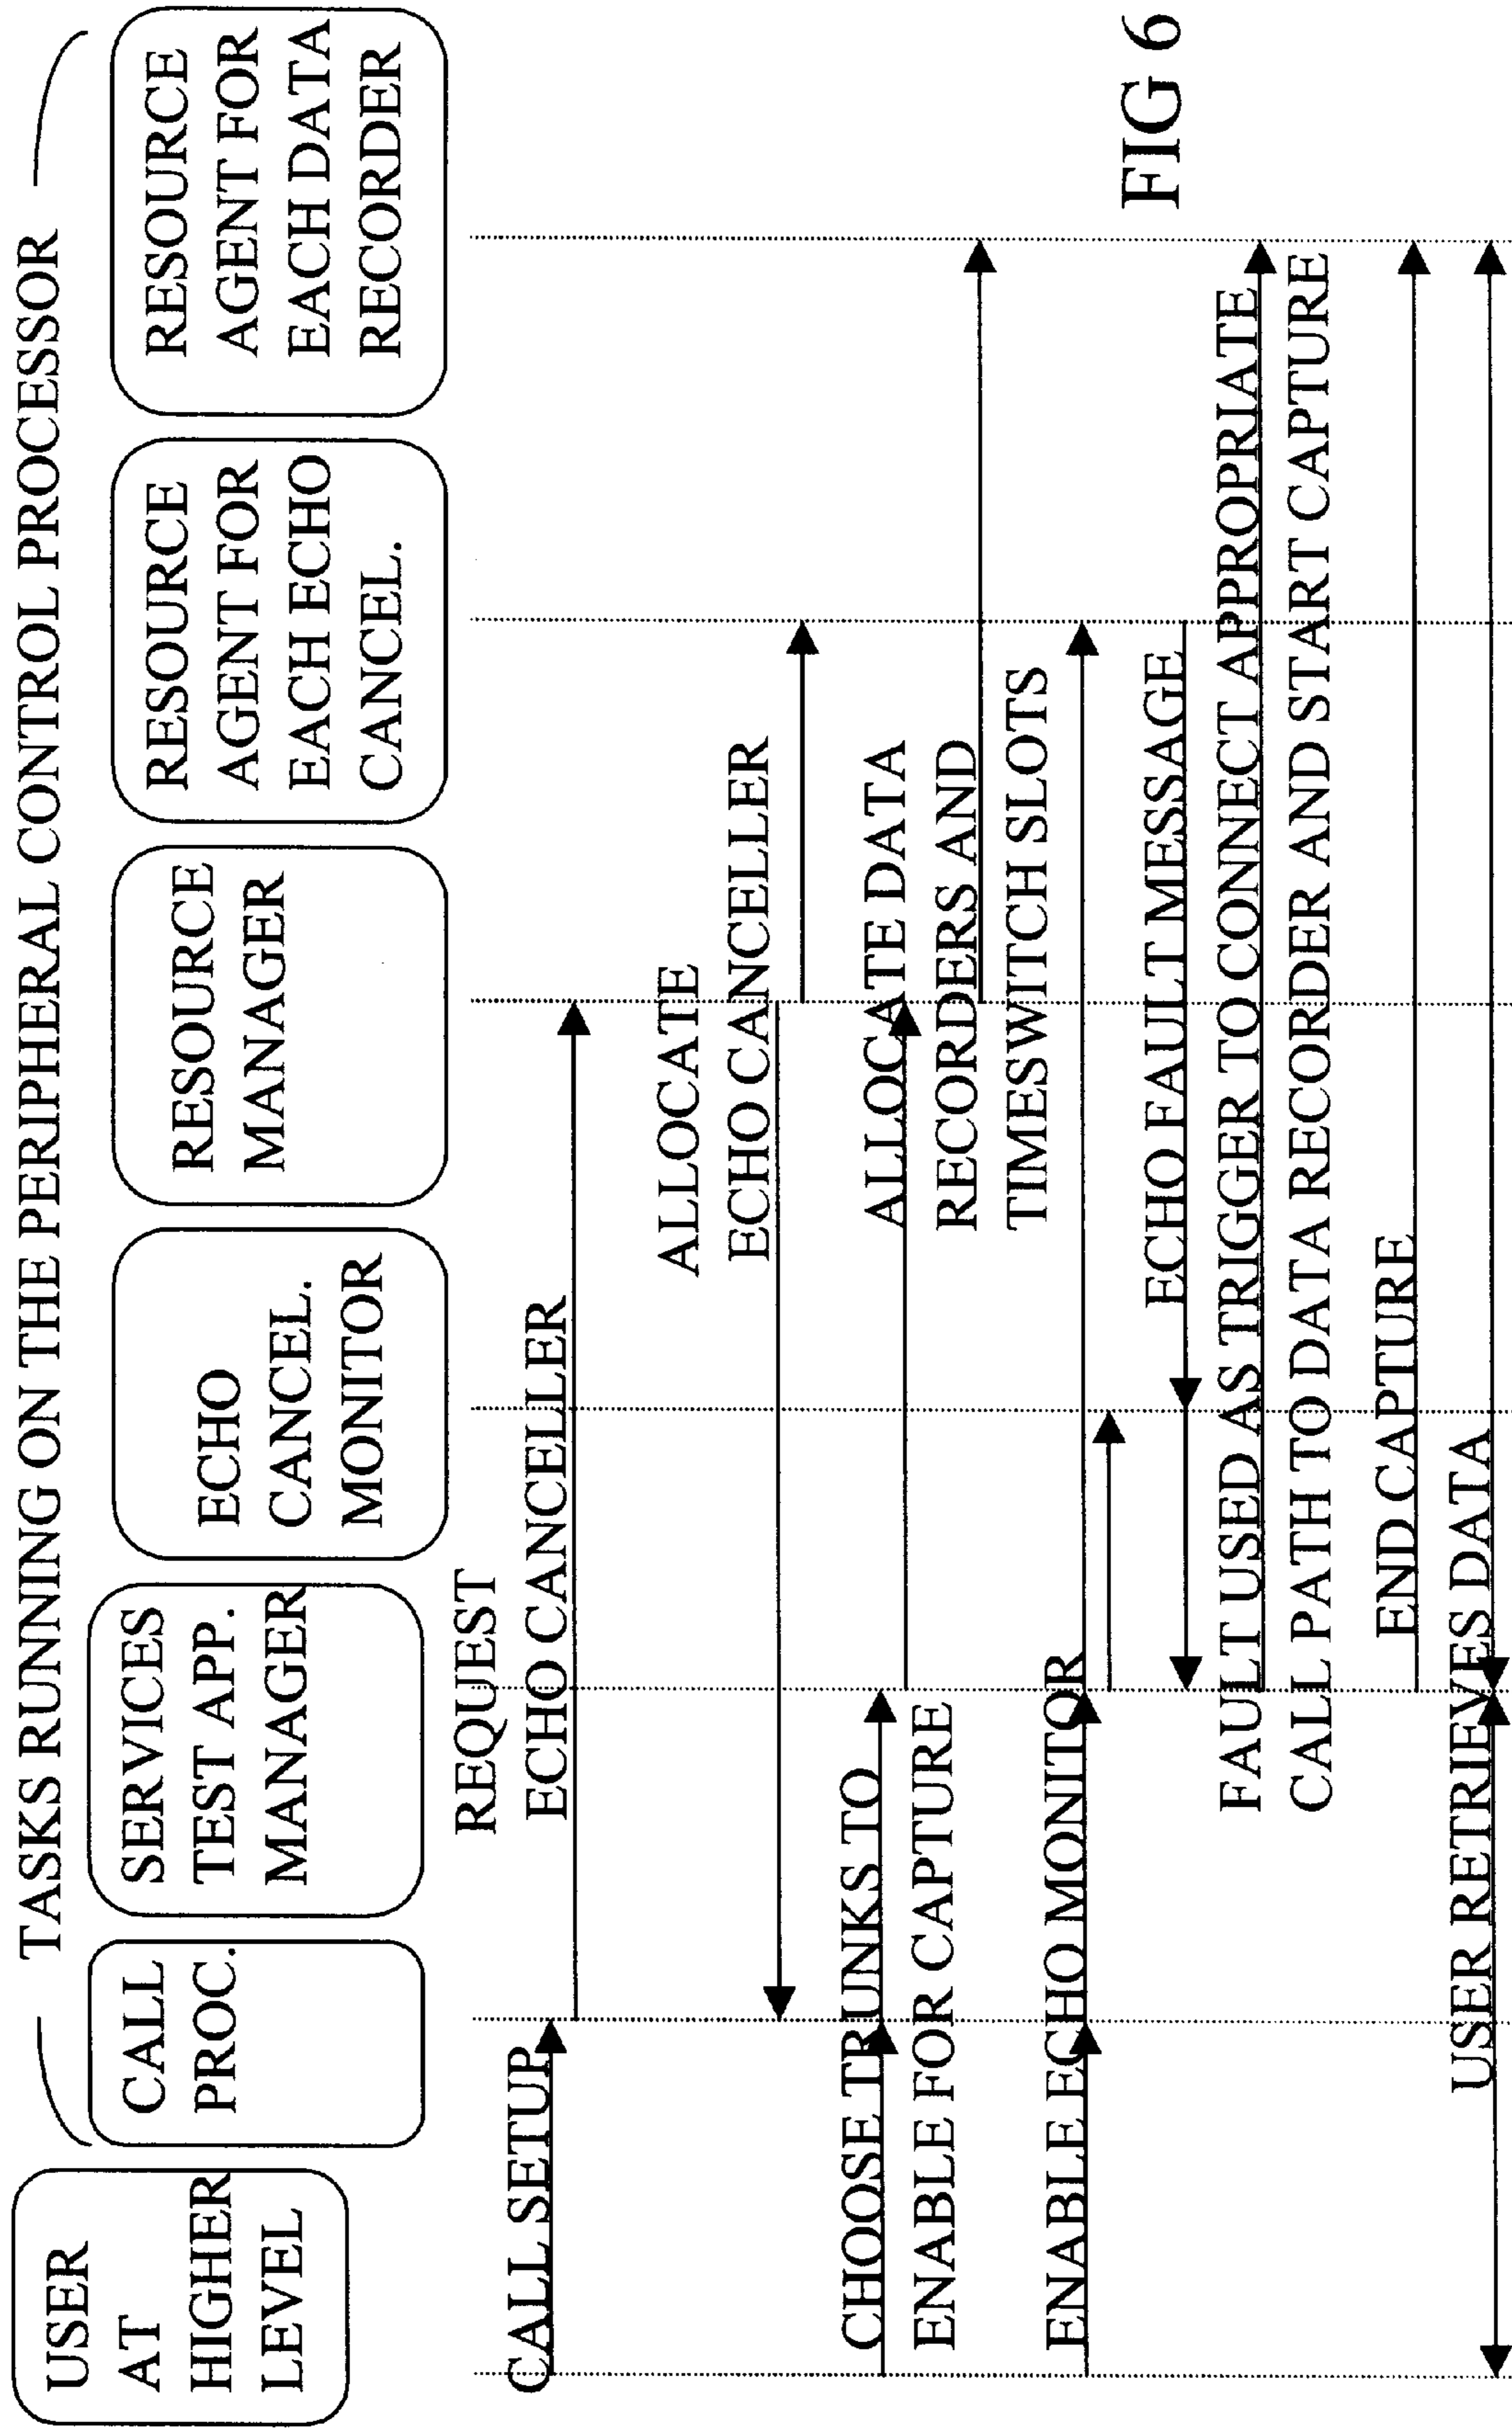 TASKS RUNNING ON THE PERIPHERAL CONTROL PROCESSOR
USER
AT
HIGHER
LEVEL
CALL
PROC.
SERVICES
TEST APP.
MANAGER
ECHO
CANCEL.
MONITOR
RESOURCE
MANAGER
RESOURCE
AGENT FOR
EACH ECHO
CANCEL.
RESOURCE
AGENT FOR
EACH DATA
RECORDER
CALL SETUP
REQUEST
ECHO CANCELLER
ALLOCATE
ECHO CANCELLER
CHOOSE TRUNKS TO
ENABLE FOR CAPTURE
ALLOCATE DATA
RECORDERS AND
TIMESWITCH SLOTS
ENABLE ECHO MONITOR
ECHO FAULT MESSAGE
FAULT USED AS TRIGGER TO CONNECT APPROPRIATE
CALL PATH TO DATA RECORDER AND START CAPTURE
END CAPTURE
USER RETRIEVES DATA
FIG 6